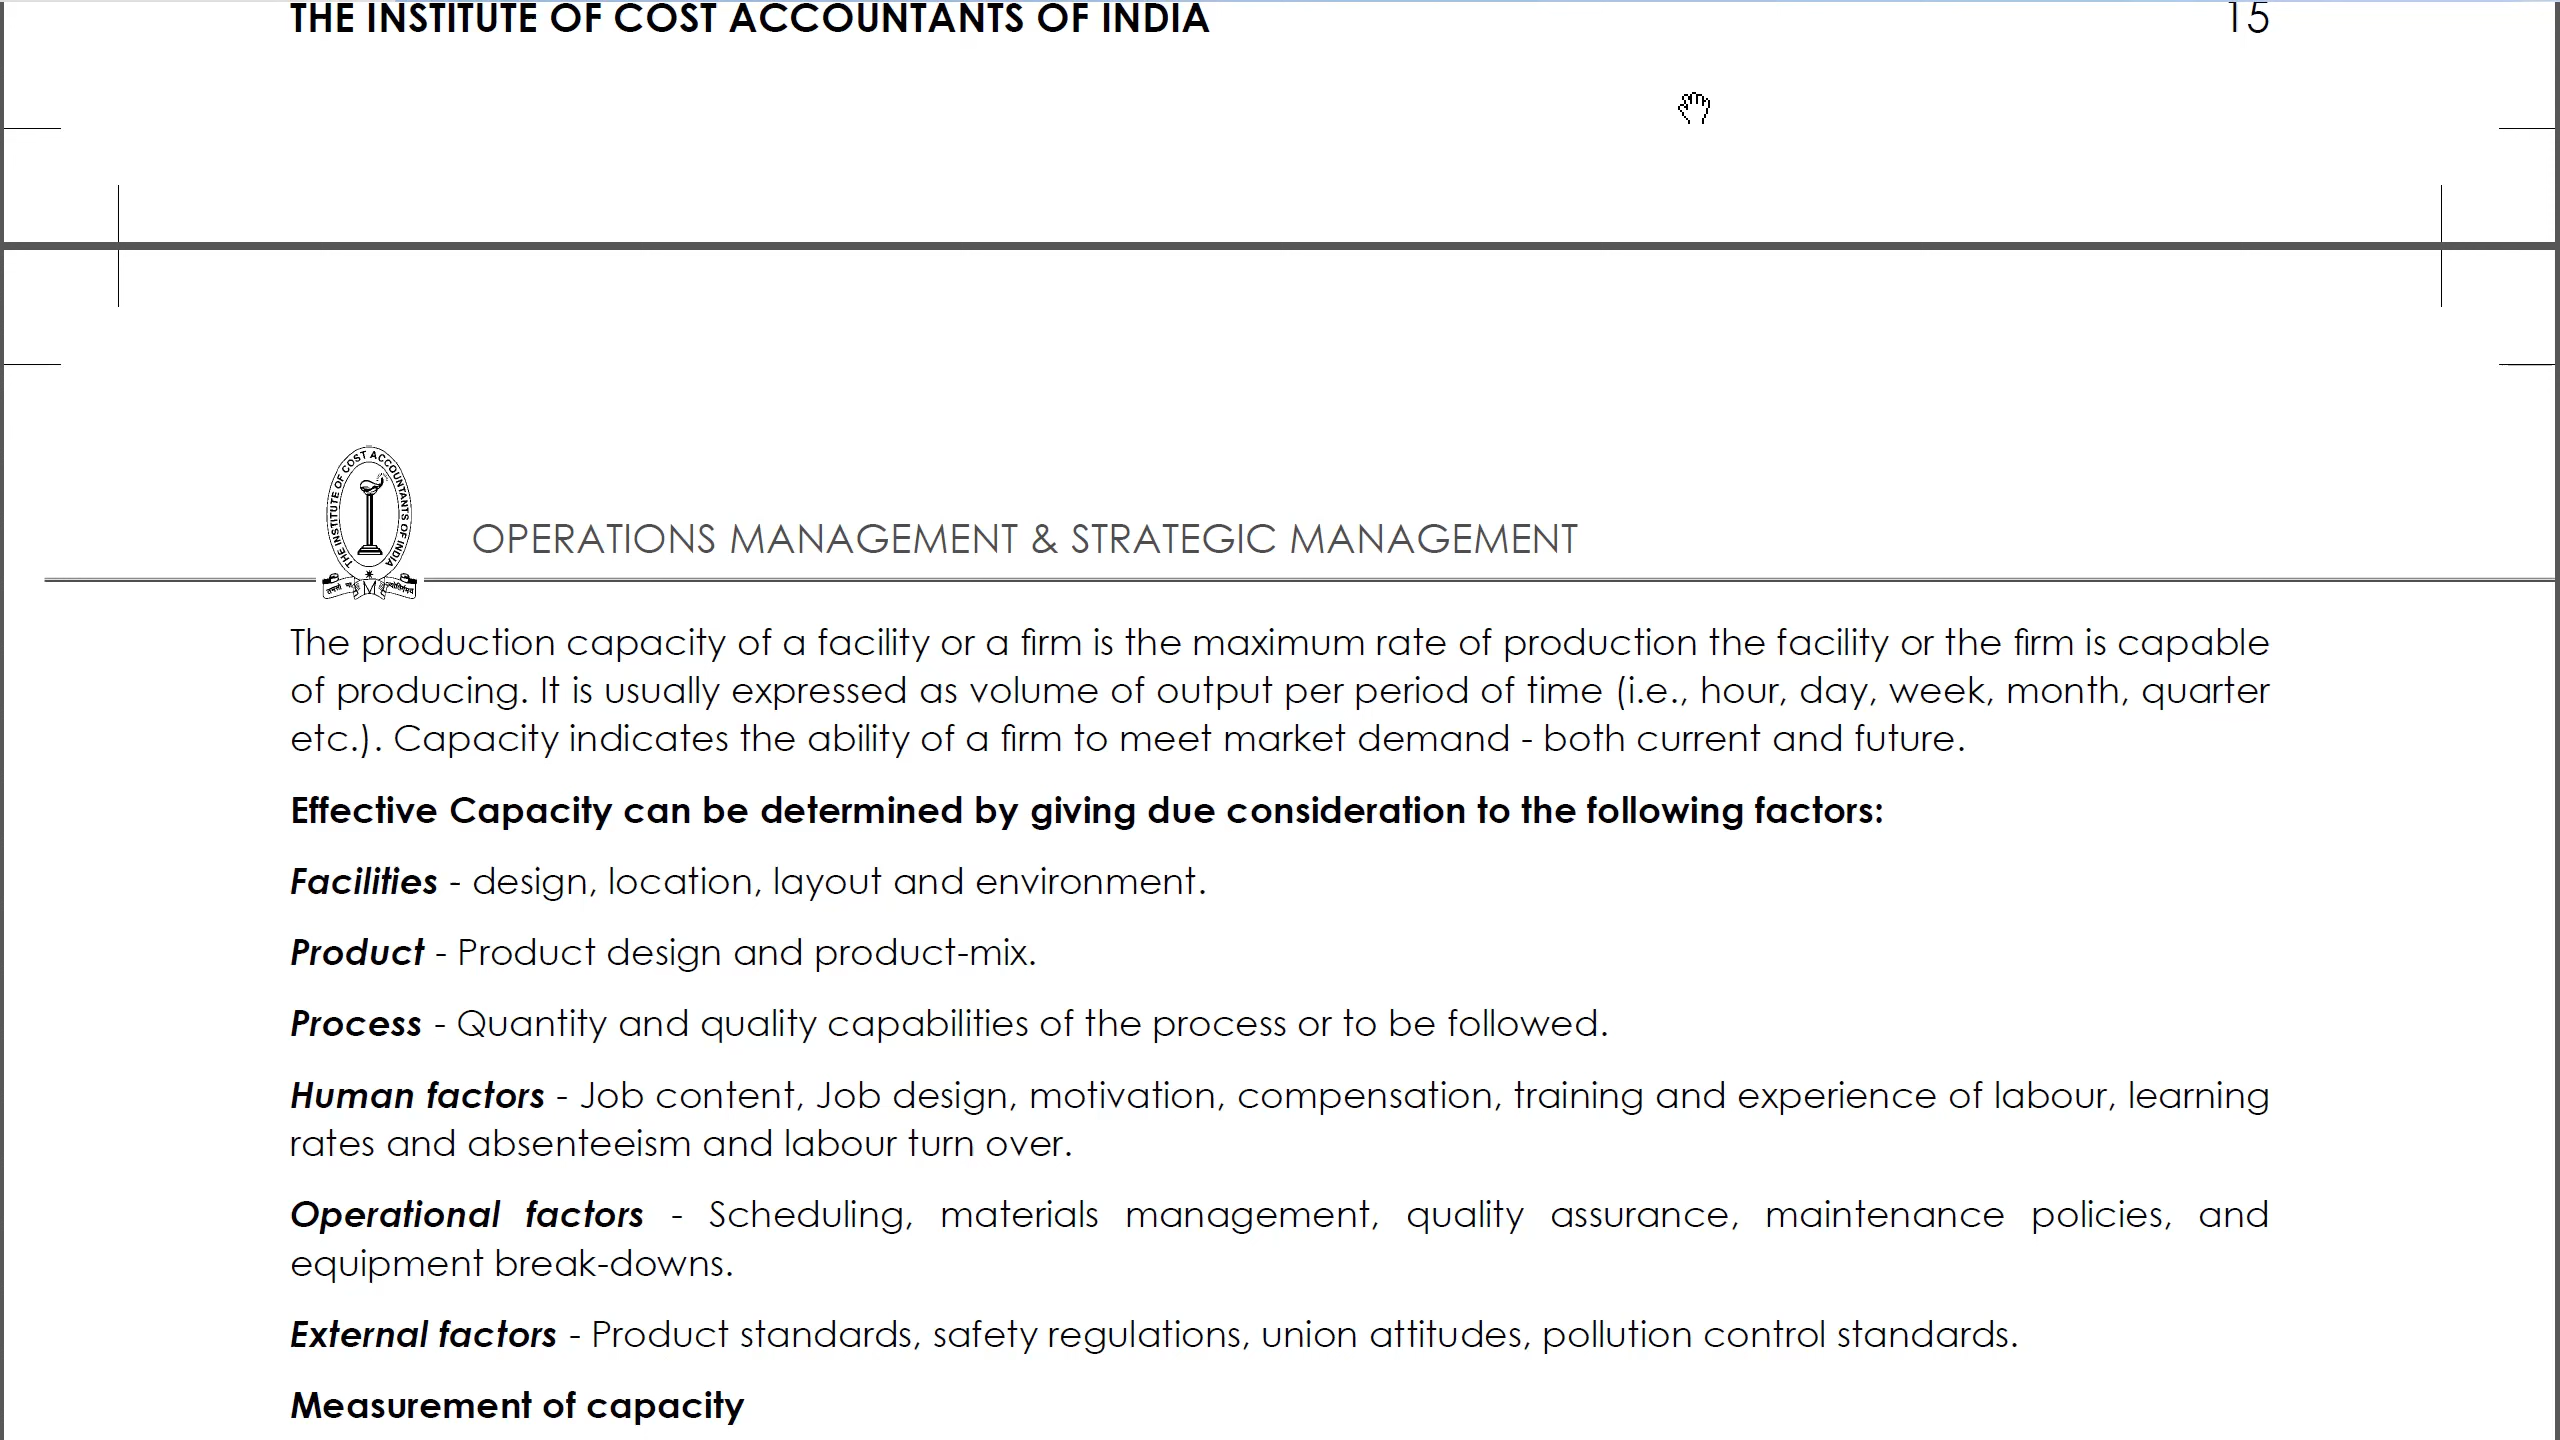 THE INSTITUTE OF COST ACCOUNTANTS OF INDIA 15
THE INSTITUTE OF COST ACCOUNTANTS OF INDIA
OPERATIONS MANAGEMENT & STRATEGIC MANAGEMENT
The production capacity of a facility or a firm is the maximum rate of production the facility or the firm is capable
of producing. It is usually expressed as volume of output per period of time (i.e., hour, day, week, month, quarter
etc.). Capacity indicates the ability of a firm to meet market demand - both current and future.
Effective Capacity can be determined by giving due consideration to the following factors:
Facilities - design, location, layout and environment.
Product - Product design and product-mix.
Process - Quantity and quality capabilities of the process or to be followed.
Human factors - Job content, Job design, motivation, compensation, training and experience of labour, learning
rates and absenteeism and labour turn over.
Operational factors - Scheduling, materials management, quality assurance, maintenance policies, and
equipment break-downs.
External factors - Product standards, safety regulations, union attitudes, pollution control standards.
Measurement of capacity